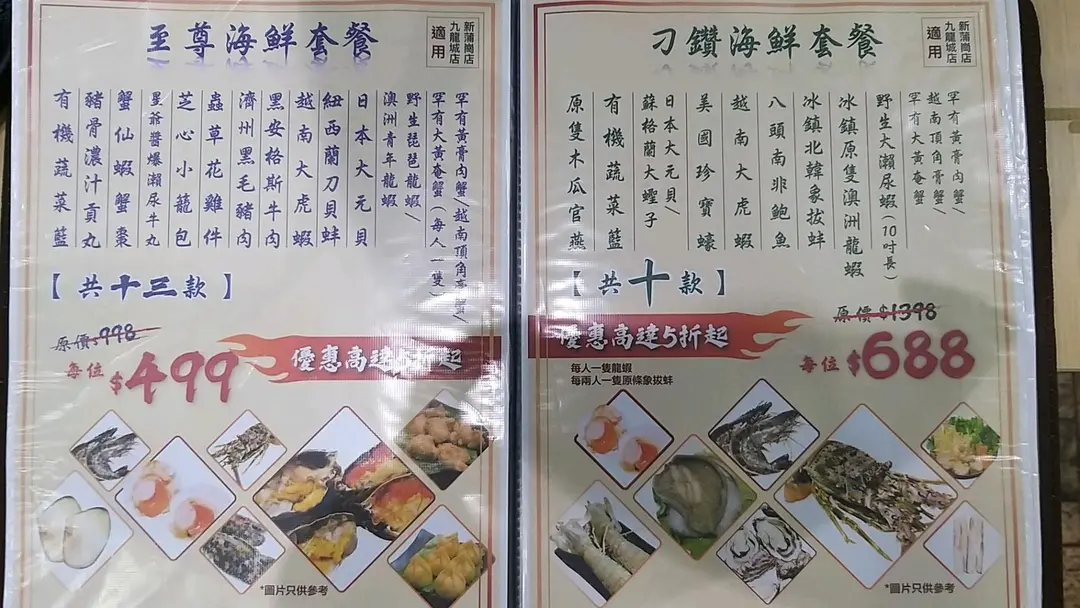 至尊海鮮套餐
新蒲崗店
九龍城店
適用
罕有黃膏肉蟹/越南頂角膏蟹/
罕有大黃奄蟹(每人一隻)
野生琵琶龍蝦/
澳洲青年龍蝦
日本大元貝
紐西蘭刀貝蚌
越南大虎蝦
黑安格斯牛肉
濟州黑毛豬肉
蟲草花雞件
芝心小籠包
星爺醬爆瀨尿牛丸
蟹仙蝦蟹棗
豬骨濃汁貢丸
有機蔬菜籃
【共十三款】
原價$998
每位$499
優惠高達5折起
*圖片只供參考
刁鑽海鮮套餐
新蒲崗店
九龍城店
適用
罕有黃膏肉蟹/
越南頂角膏蟹/
罕有大黃奄蟹
野生大瀨尿蝦(10吋長)
冰鎮原隻澳洲龍蝦
冰鎮北韓象拔蚌
八頭南非鮑魚
越南大虎蝦
美國珍寶蠔
日本大元貝/
蘇格蘭大蟶子
有機蔬菜籃
原隻木瓜官燕
【共十款】
原價$1398
優惠高達5折起
每位$688
每人一隻龍蝦
每兩人一隻原條象拔蚌
*圖片只供參考